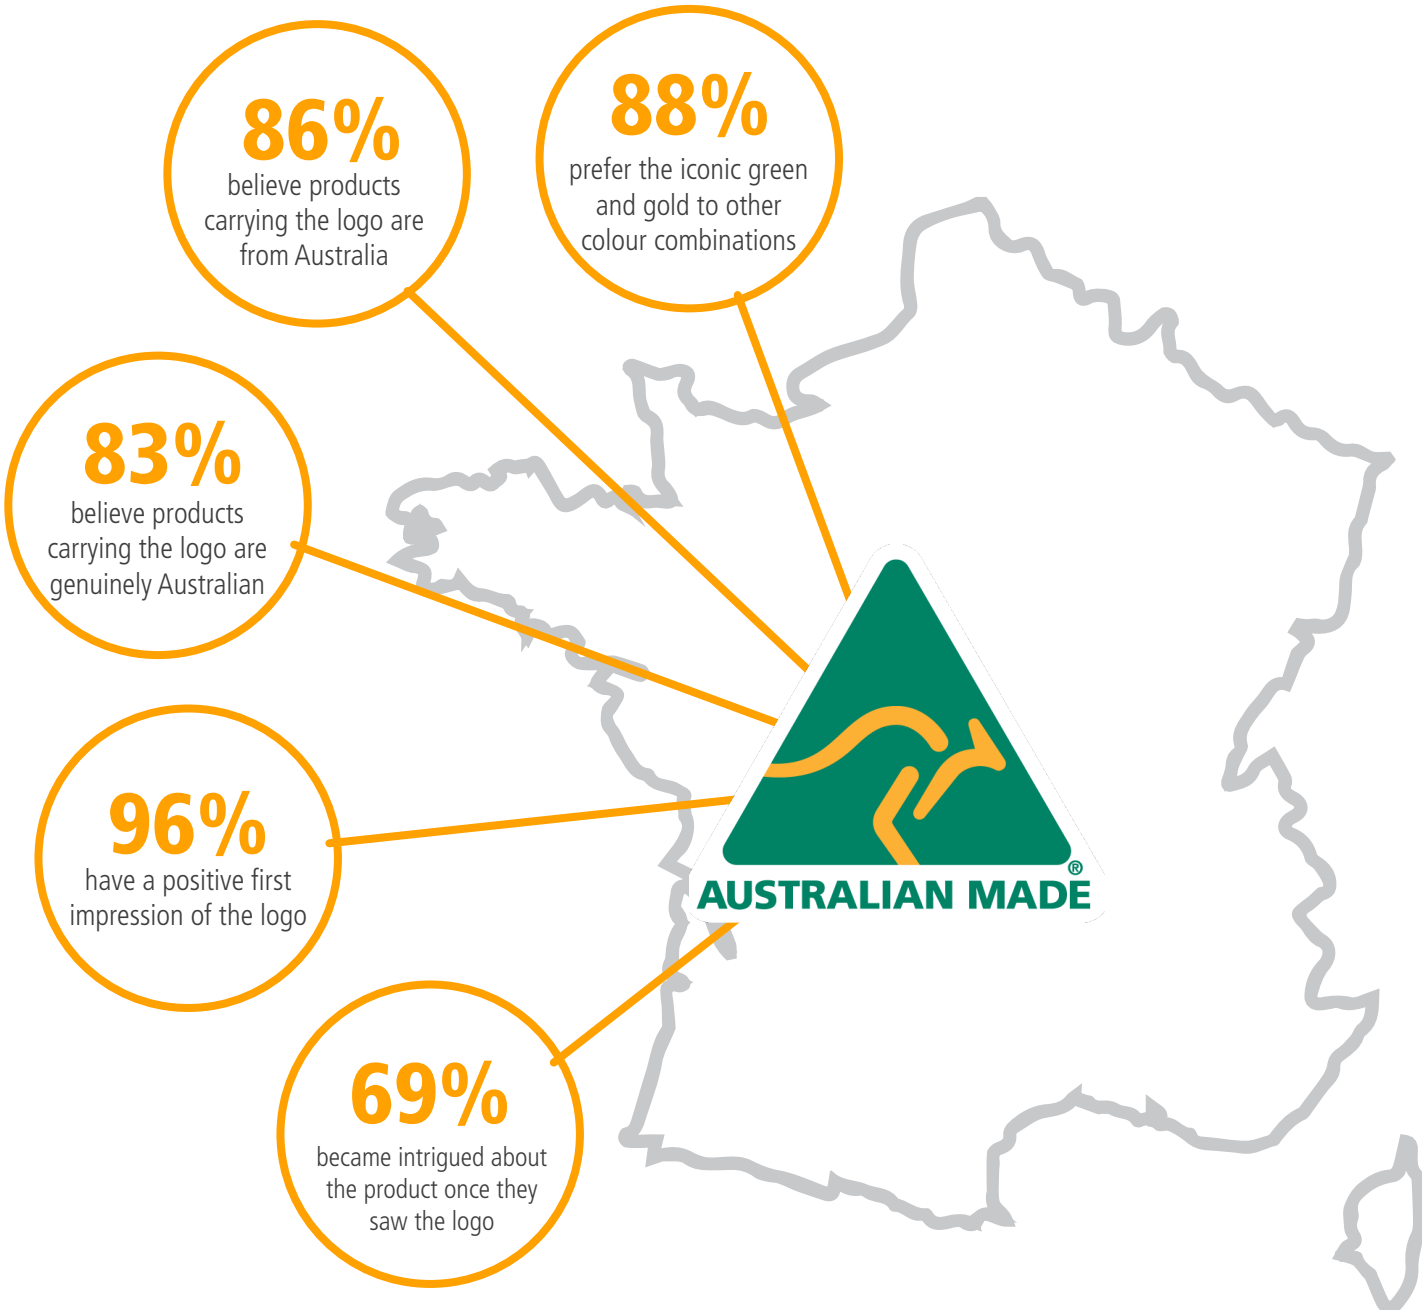 86%
believe products
carrying the logo are
from Australia
88%
prefer the iconic green
and gold to other
colour combinations
83%
believe products
carrying the logo are
genuinely Australian
96%
have a positive first
impression of the logo
69%
became intrigued about
the product once they
saw the logo
®
AUSTRALIAN MADE